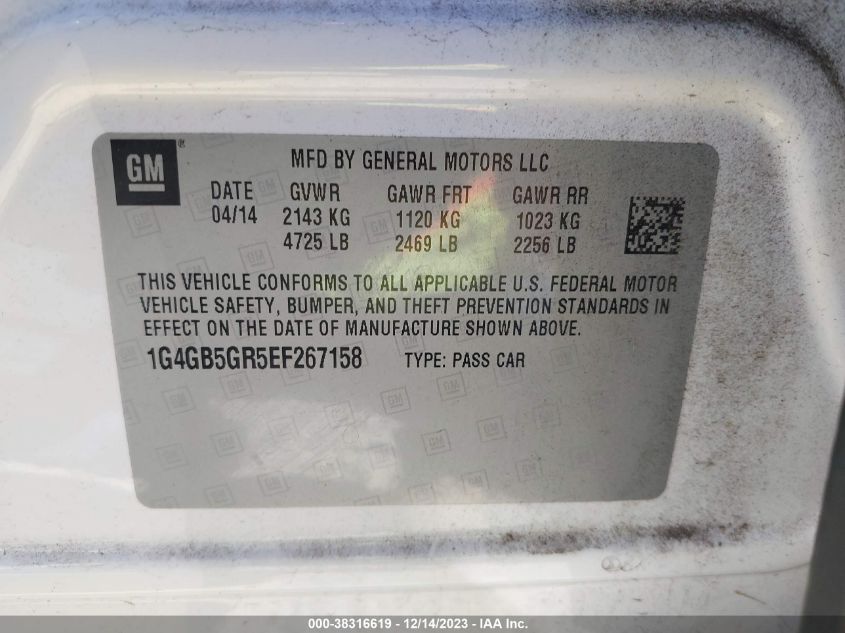 GM®
MFD BY GENERAL MOTORS LLC
DATE GVWR GAWR FRT GAWR RR
04/14 2143 KG 1120 KG 1023 KG
4725 LB 2469 LB 2256 LB
THIS VEHICLE CONFORMS TO ALL APPLICABLE U.S. FEDERAL MOTOR
VEHICLE SAFETY, BUMPER, AND THEFT PREVENTION STANDARDS IN
EFFECT ON THE DATE OF MANUFACTURE SHOWN ABOVE.
1G4GB5GR5EF267158 TYPE: PASS CAR
000-38316619 - 12/14/2023 - IAA Inc.